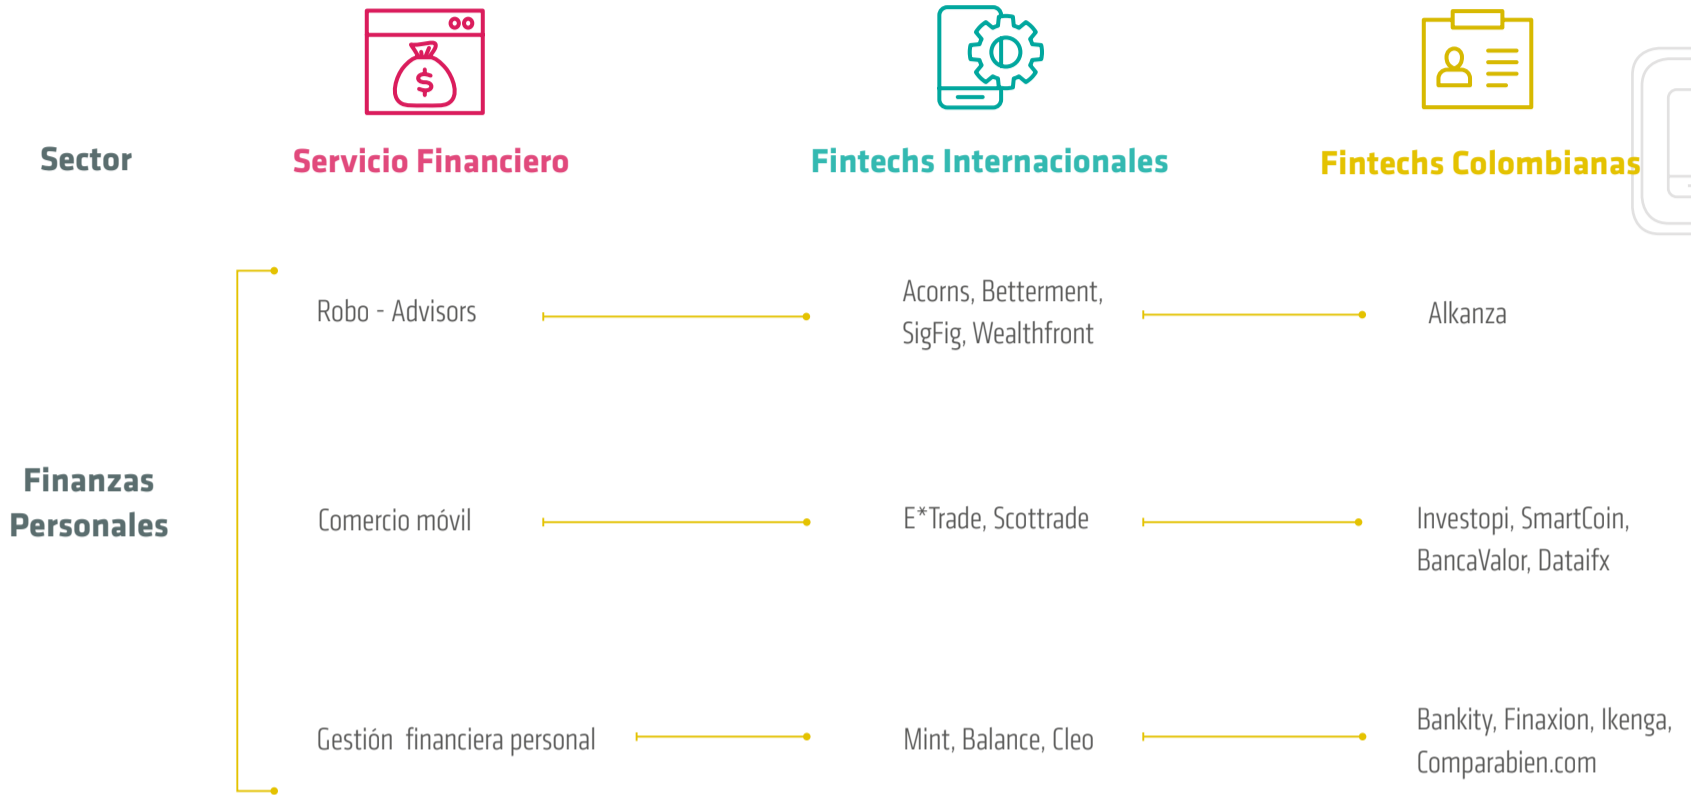 Sector
Servicio Financiero
Fintechs Internacionales
Fintechs Colombianas
Finanzas
Personales
Robo - Advisors
Acorns, Betterment,
SigFig, Wealthfront
Alkanza
Comercio móvil
E*Trade, Scottrade
Investopi, SmartCoin,
BancaValor, Dataifx
Gestión financiera personal
Mint, Balance, Cleo
Bankity, Finaxion, Ikenga,
Comparabien.com